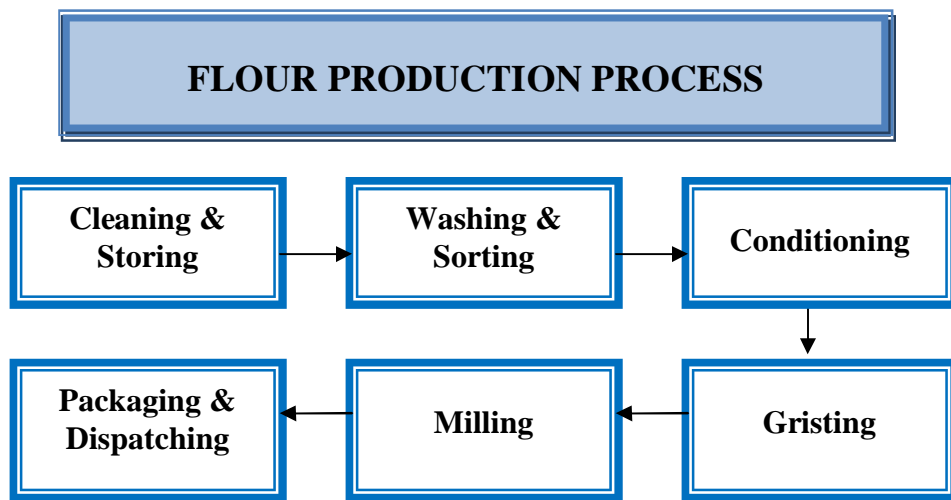 FLOUR PRODUCTION PROCESS
Cleaning &
Storing
Washing &
Sorting
Conditioning
Gristing
Milling
Packaging &
Dispatching